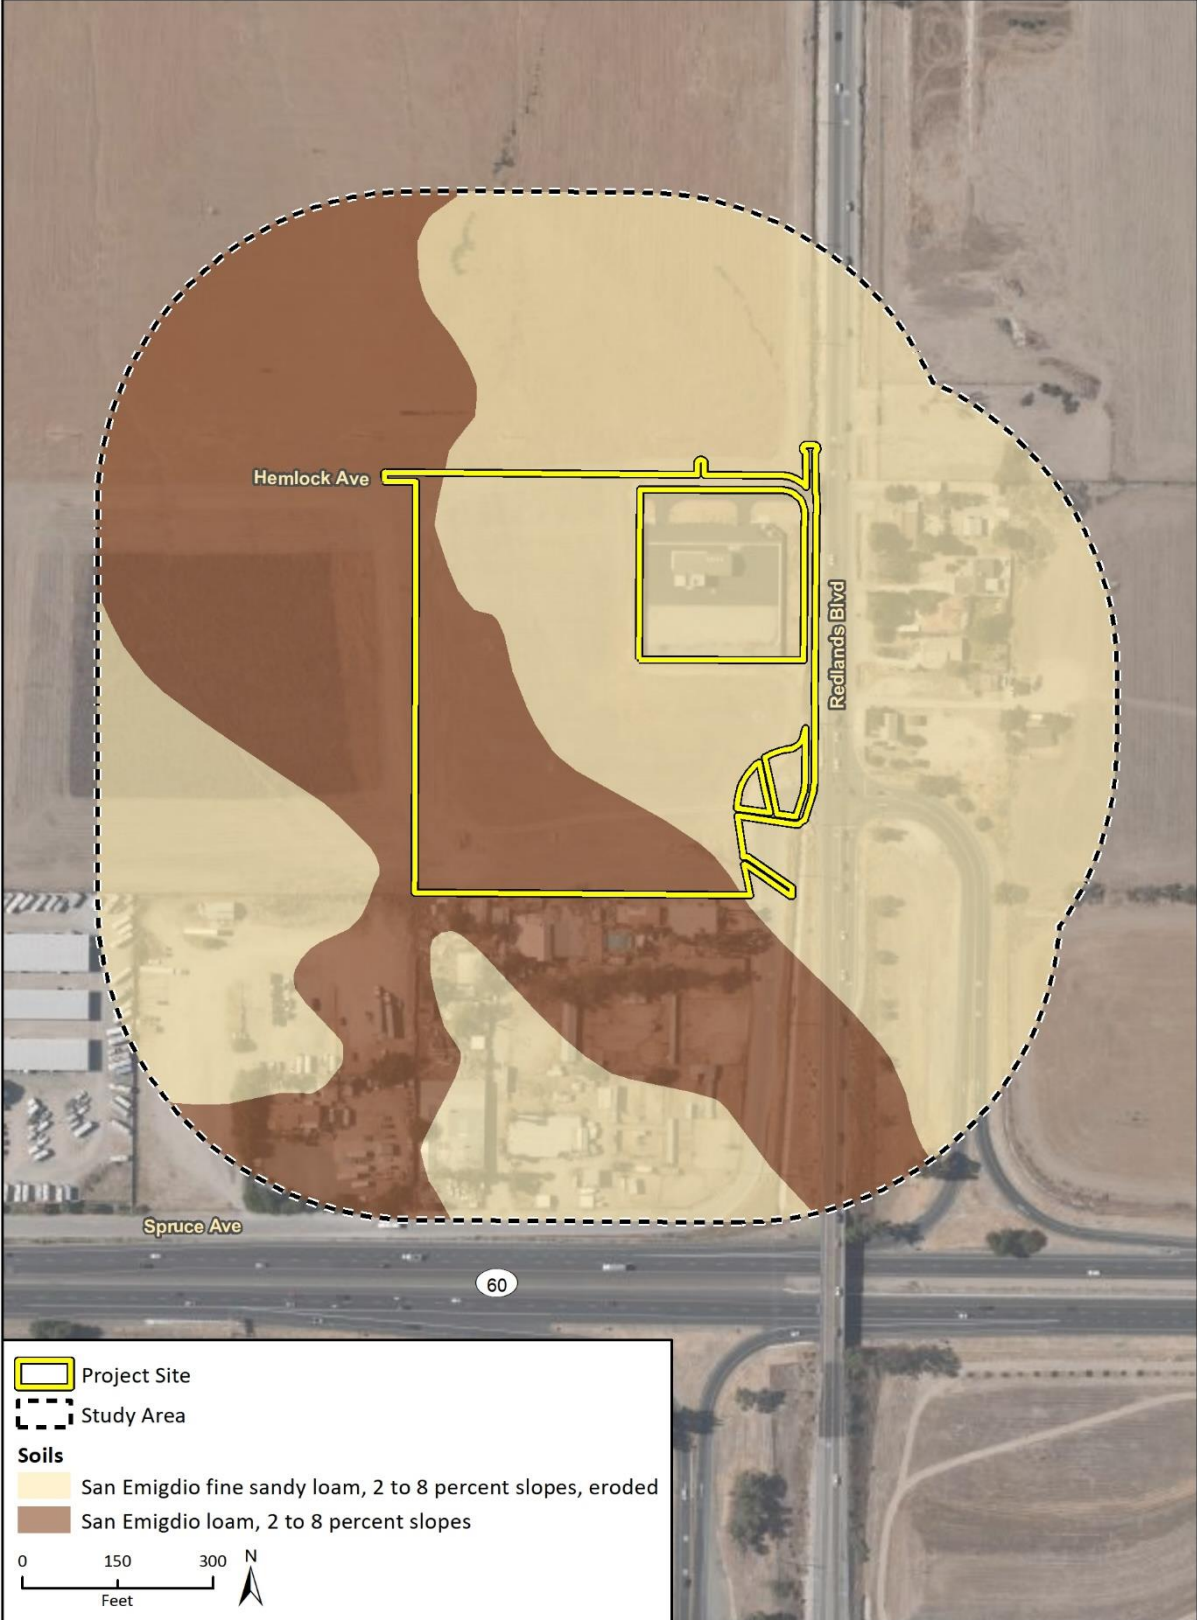 Hemlock Ave
Redlands Blvd
Spruce Ave
60
Project Site
Study Area
Soils
San Emigdio fine sandy loam, 2 to 8 percent slopes, eroded
San Emigdio loam, 2 to 8 percent slopes
0 150 300
Feet
N